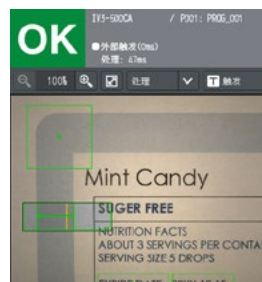 OK
IV3-500CA / P001: PROG_001
●外部触发(0ms)
处理: 47ms
100% 处理 T 触发
Mint Candy
SUGER FREE
NUTRITION FACTS
ABOUT 3 SERVINGS PER CONTA
SERVING SIZE 5 DROPS